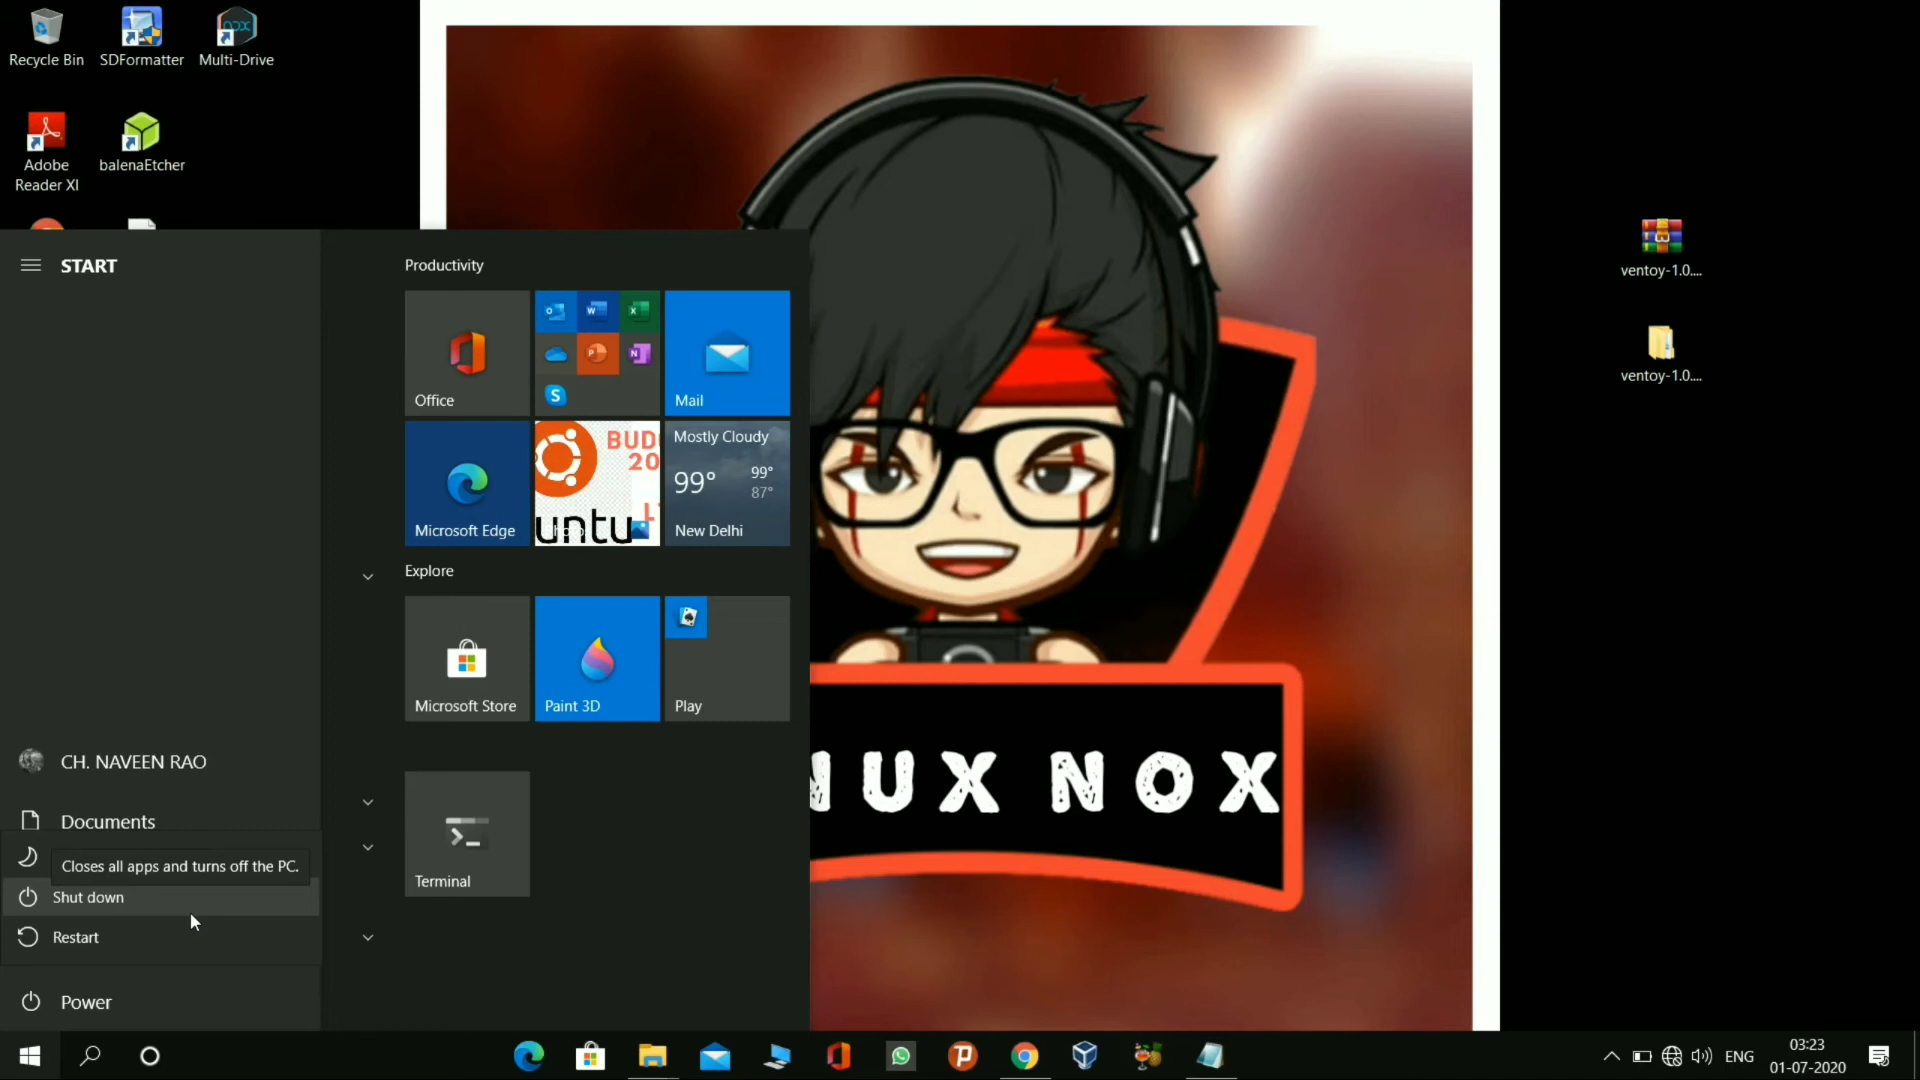 Recycle Bin
SDFormatter
Multi-Drive
Adobe
Reader XI
balenaEtcher
ventoy-1.0....
ventoy-1.0....
START
Productivity
Office
Mail
Microsoft Edge
BUD
20
untu
Mostly Cloudy
99°
99°
87°
New Delhi
Explore
Microsoft Store
Paint 3D
Play
Terminal
CH. NAVEEN RAO
Documents
Closes all apps and turns off the PC.
Shut down
Restart
Power
NUX NOX
ENG
03:23
01-07-2020